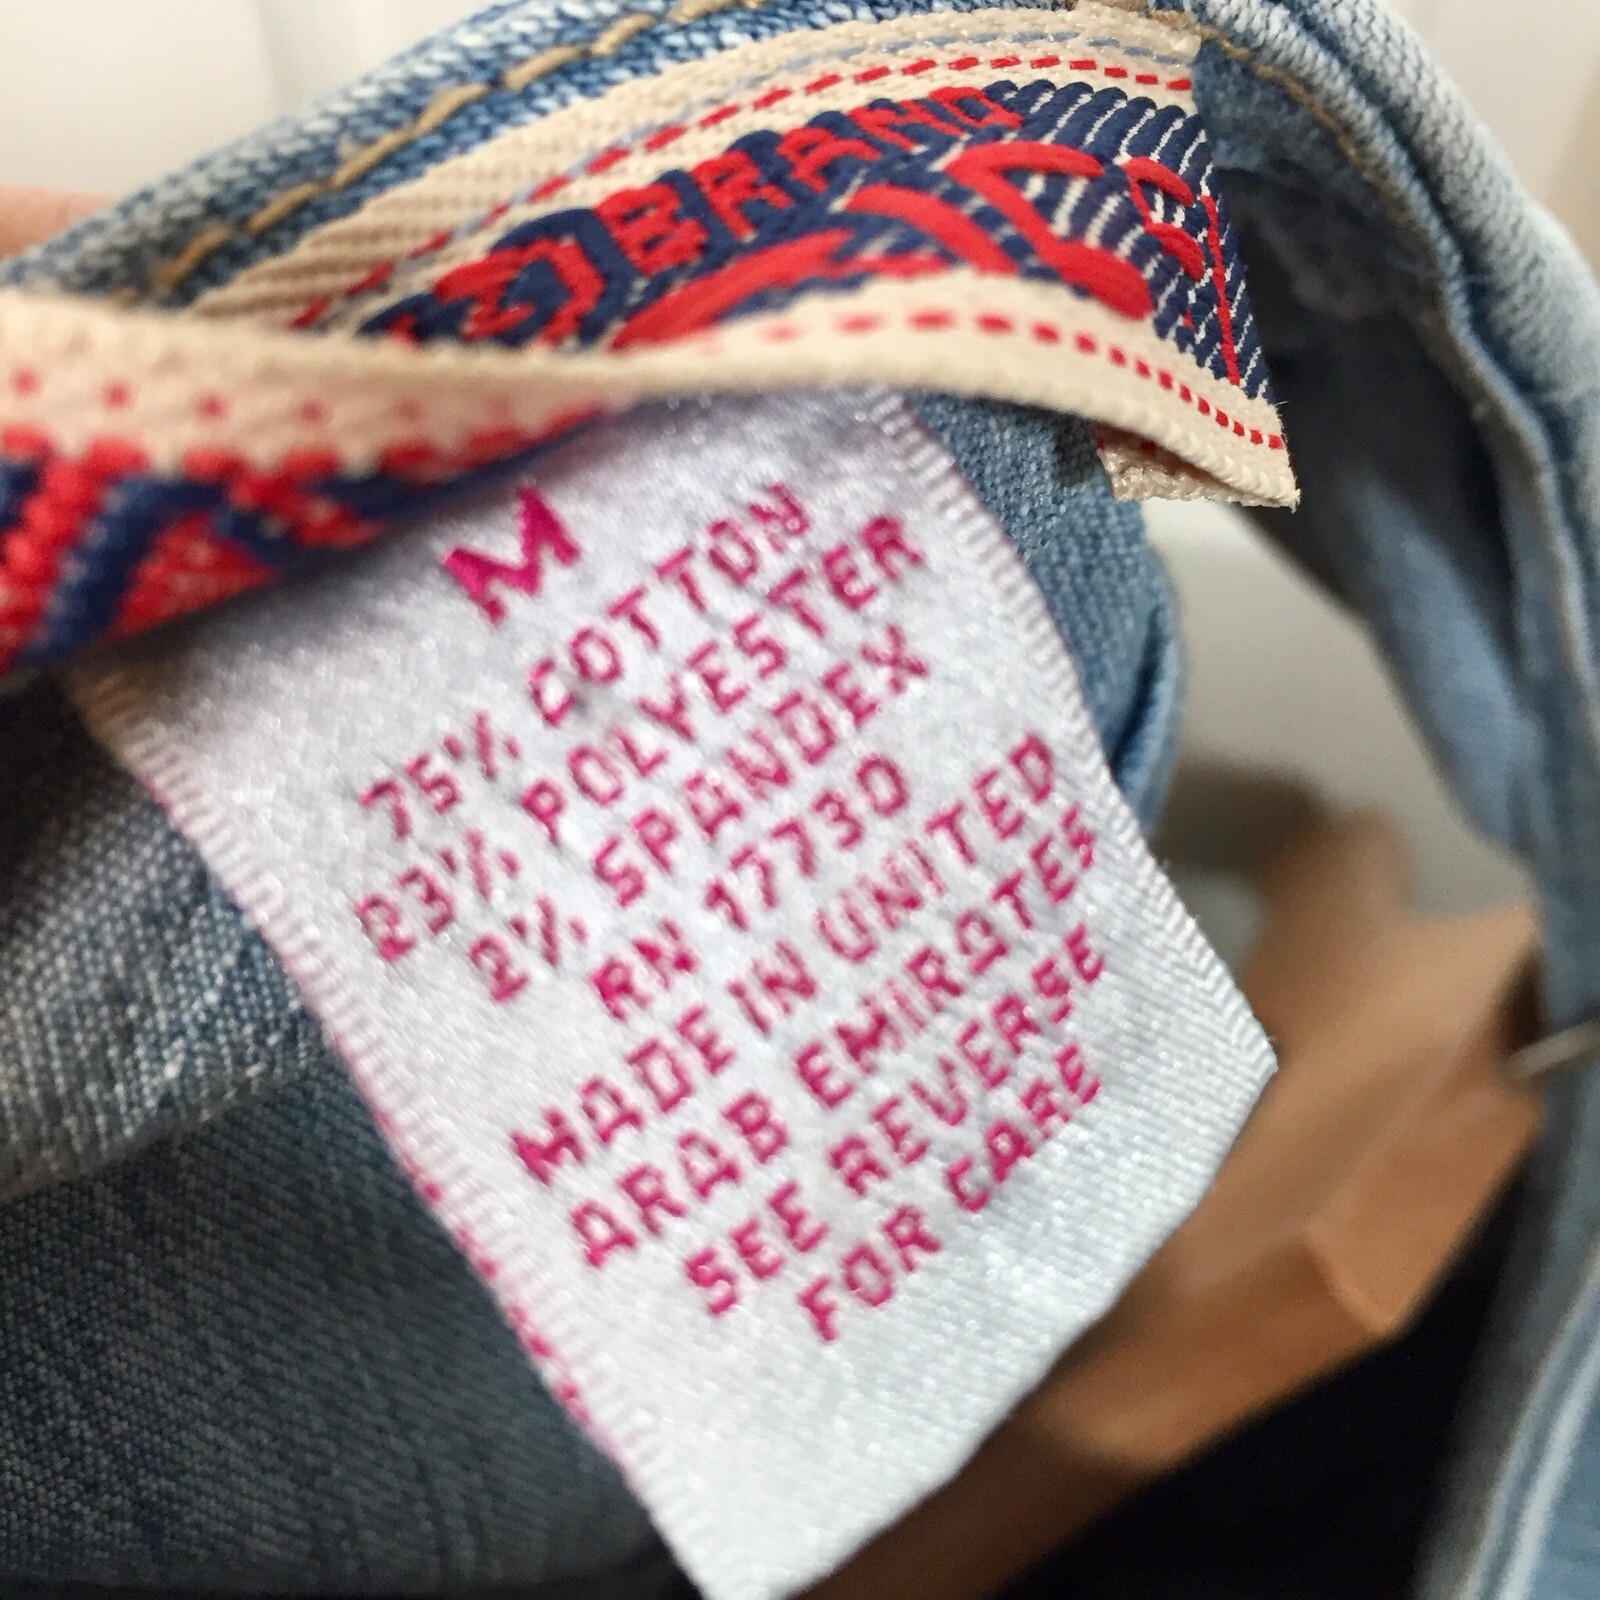 BRAND
M
75% COTTON
23% POLYESTER
2% SPANDEX
RN 17730
MADE IN UNITED
ARAB EMIRATES
SEE REVERSE
FOR CARE